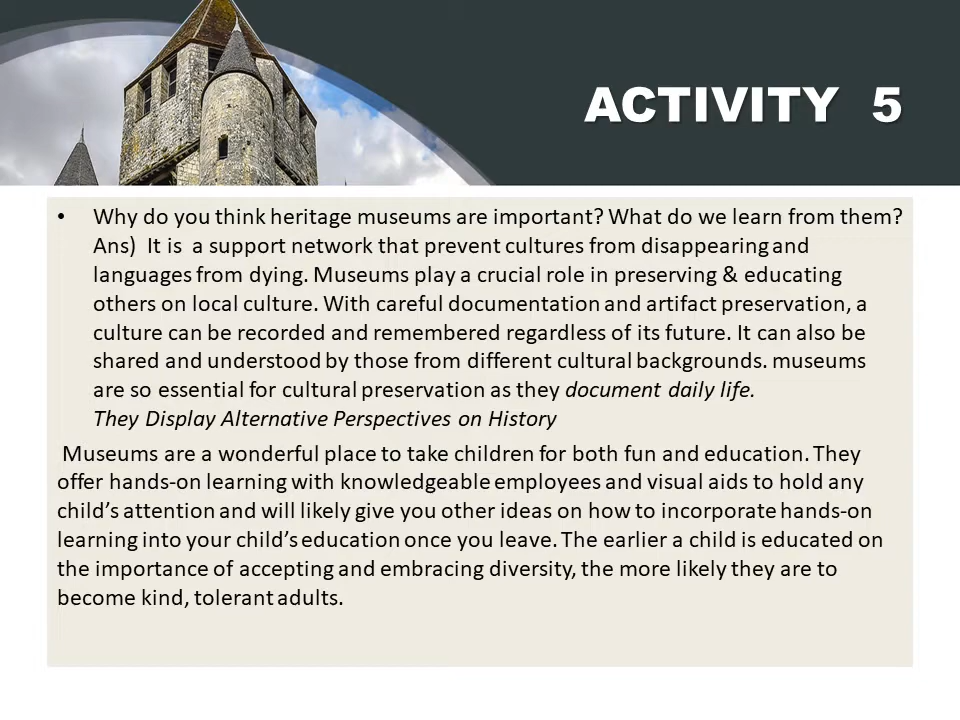 ACTIVITY 5
• Why do you think heritage museums are important? What do we learn from them?
Ans) It is a support network that prevent cultures from disappearing and
languages from dying. Museums play a crucial role in preserving & educating
others on local culture. With careful documentation and artifact preservation, a
culture can be recorded and remembered regardless of its future. It can also be
shared and understood by those from different cultural backgrounds. museums
are so essential for cultural preservation as they document daily life.
They Display Alternative Perspectives on History
Museums are a wonderful place to take children for both fun and education. They
offer hands-on learning with knowledgeable employees and visual aids to hold any
child’s attention and will likely give you other ideas on how to incorporate hands-on
learning into your child’s education once you leave. The earlier a child is educated on
the importance of accepting and embracing diversity, the more likely they are to
become kind, tolerant adults.